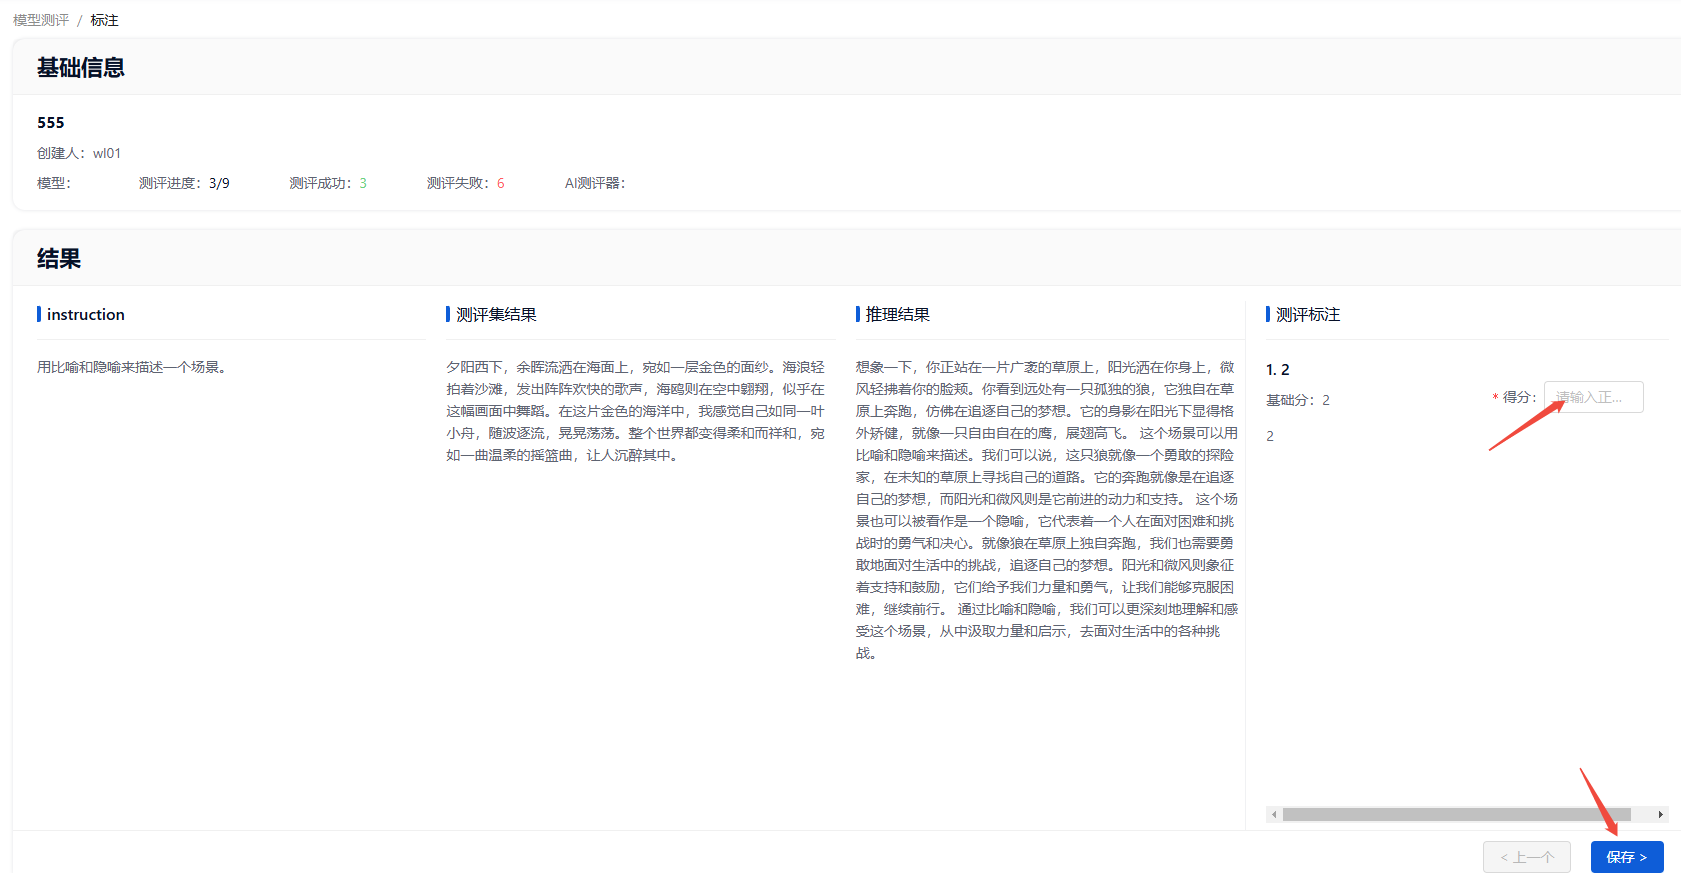 模型测评 / 标注
基础信息
555
创建人：wl01
模型： 测评进度：3/9 测评成功：3 测评失败：6 AI测评器：
结果
instruction
用比喻和隐喻来描述一个场景。
测评集结果
夕阳西下，余晖流洒在海面上，宛如一层金色的面纱。海浪轻
拍着沙滩，发出阵阵欢快的歌声，海鸥则在空中翱翔，似乎在
这幅画面中舞蹈。在这片金色的海洋中，我感觉自己如同一叶
小舟，随波逐流，晃晃荡荡。整个世界都变得柔和而祥和，宛
如一曲温柔的摇篮曲，让人沉醉其中。
推理结果
想象一下，你正站在一片广袤的草原上，阳光洒在你身上，微
风轻拂着你的脸颊。你看到远处有一只孤独的狼，它独自在草
原上奔跑，仿佛在追逐自己的梦想。它的身影在阳光下显得格
外矫健，就像一只自由自在的鹰，展翅高飞。 这个场景可以用
比喻和隐喻来描述。我们可以说，这只狼就像一个勇敢的探险
家，在未知的草原上寻找自己的道路。它的奔跑就像是在追逐
自己的梦想，而阳光和微风则是它前进的动力和支持。 这个场
景也可以被看作是一个隐喻，它代表着一个人在面对困难和挑
战时的勇气和决心。就像狼在草原上独自奔跑，我们也需要勇
敢地面对生活中的挑战，追逐自己的梦想。阳光和微风则象征
着支持和鼓励，它们给予我们力量和勇气，让我们能够克服困
难，继续前行。 通过比喻和隐喻，我们可以更深刻地理解和感
受这个场景，从中汲取力量和启示，去面对生活中的各种挑
战。
测评标注
1. 2
基础分：2
* 得分： 请输入正...
2
< 上一个
保存 >